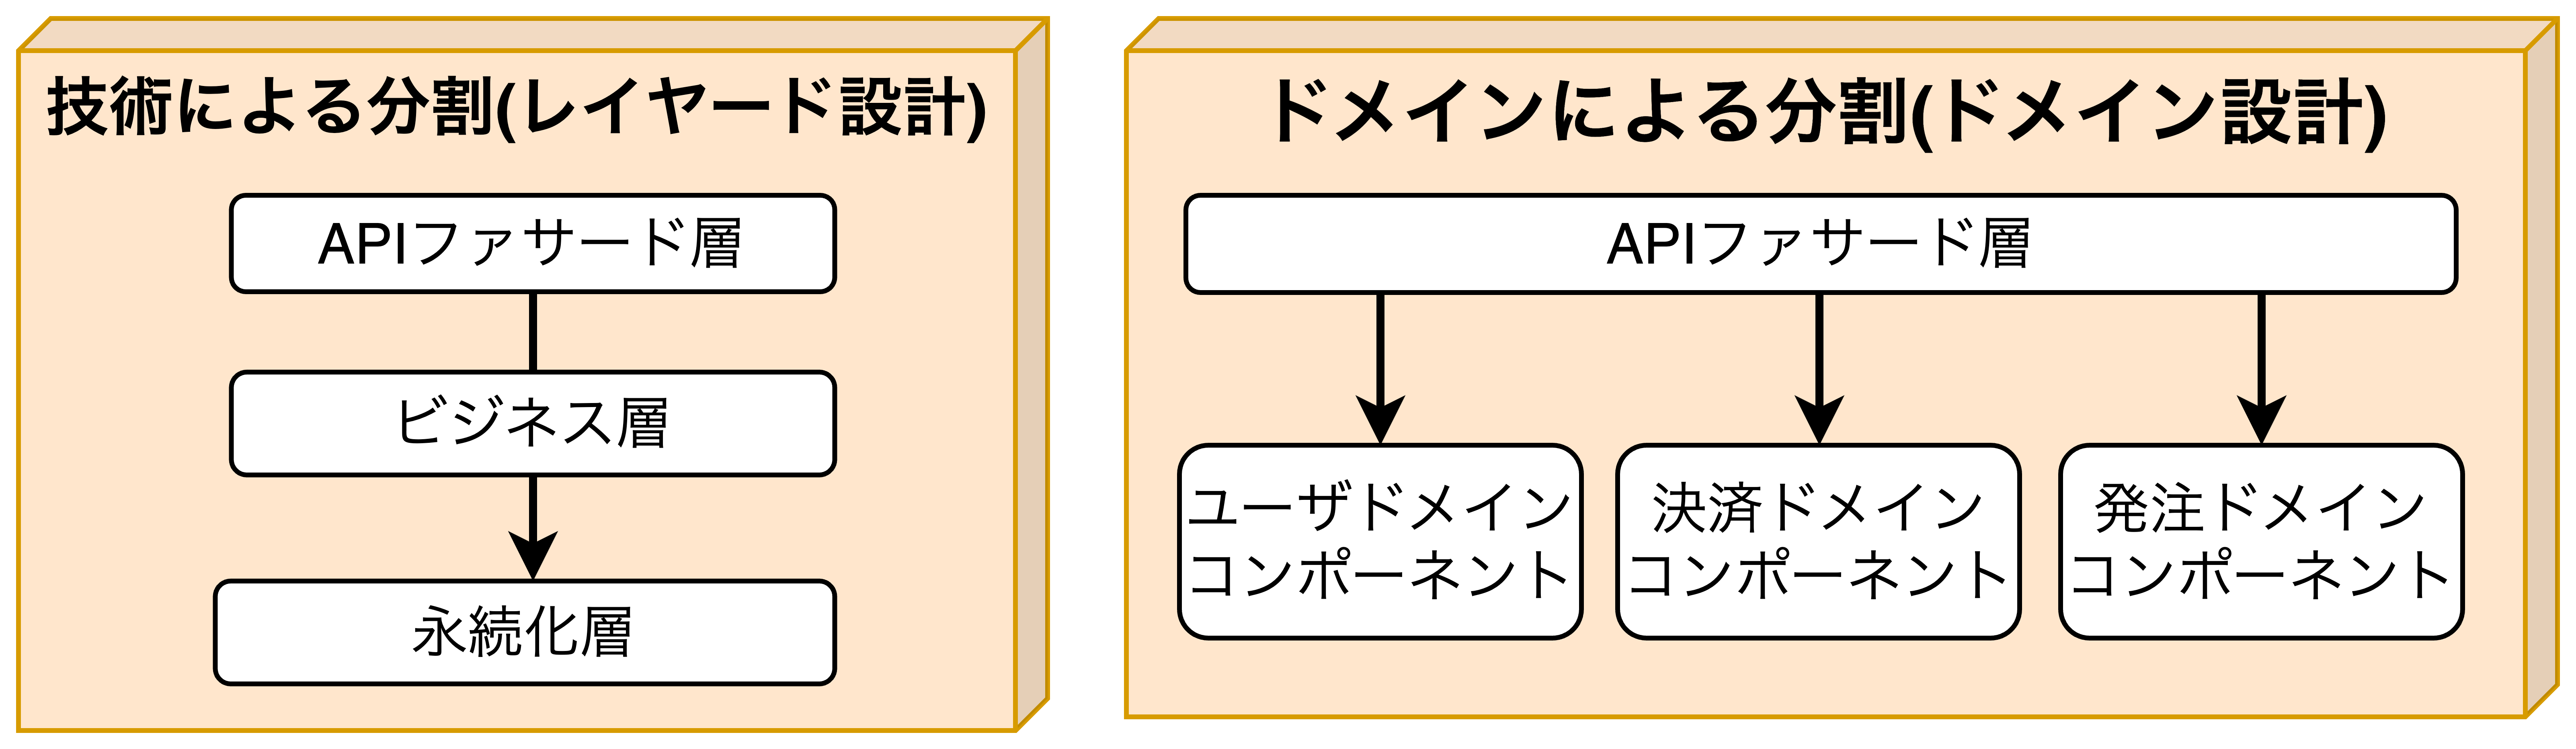 技術による分割(レイヤード設計)
APIファサード層
ビジネス層
永続化層
ドメインによる分割(ドメイン設計)
APIファサード層
ユーザドメイン
コンポーネント
決済ドメイン
コンポーネント
発注ドメイン
コンポーネント